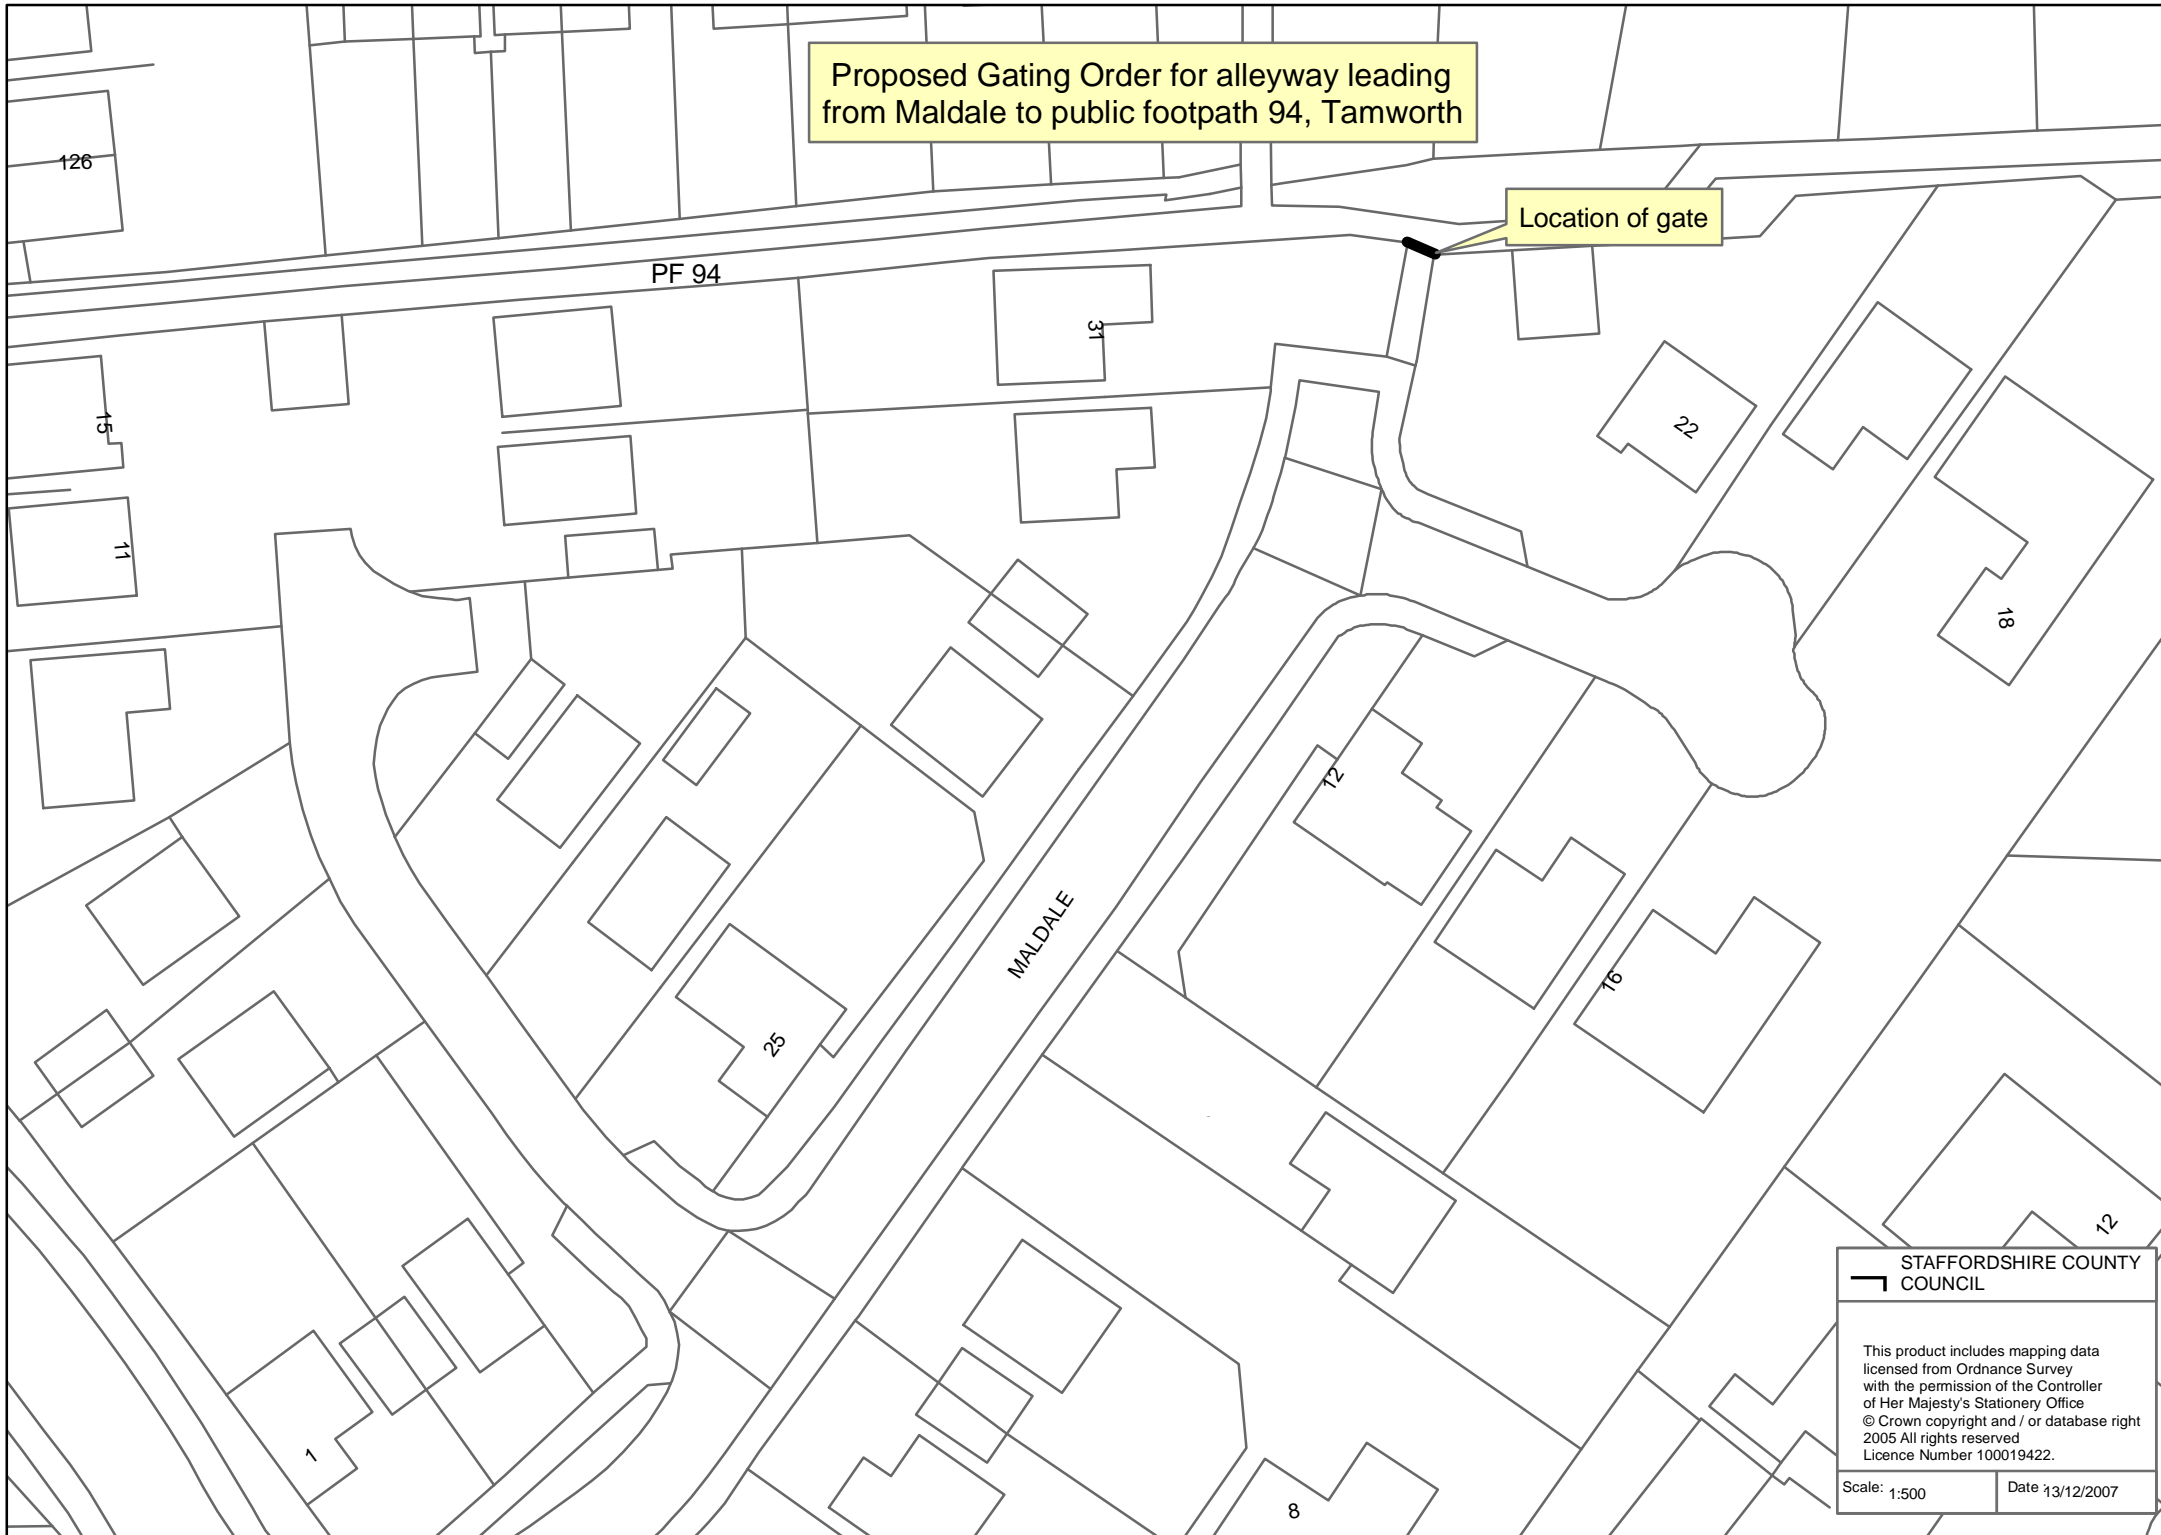 Proposed Gating Order for alleyway leading
from Maldale to public footpath 94, Tamworth
126
Location of gate
PF 94
31
15
22
11
18
12
MALDALE
16
25
12
1
8
STAFFORDSHIRE COUNTY
COUNCIL
This product includes mapping data
licensed from Ordnance Survey
with the permission of the Controller
of Her Majesty's Stationery Office
© Crown copyright and / or database right
2005 All rights reserved
Licence Number 100019422.
Scale: 1:500
Date : 13/12/2007